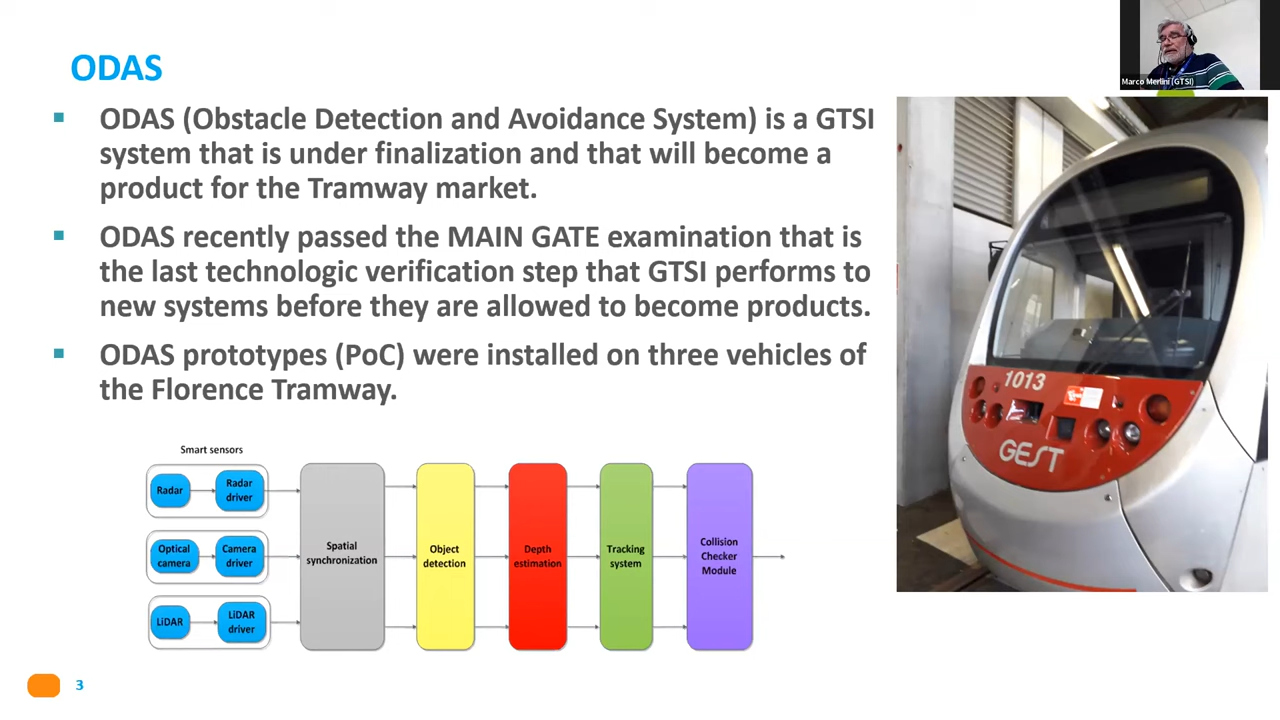 ODAS
Marco Merlini (GTSI)
▪ ODAS (Obstacle Detection and Avoidance System) is a GTSI
system that is under finalization and that will become a
product for the Tramway market.
▪ ODAS recently passed the MAIN GATE examination that is
the last technologic verification step that GTSI performs to
new systems before they are allowed to become products.
▪ ODAS prototypes (PoC) were installed on three vehicles of
the Florence Tramway.
1013
GEST
Smart sensors
Radar
Radar
driver
Optical
camera
Camera
driver
LiDAR
LiDAR
driver
Spatial
synchronization
Object
detection
Depth
estimation
Tracking
system
Collision
Checker
Module
3